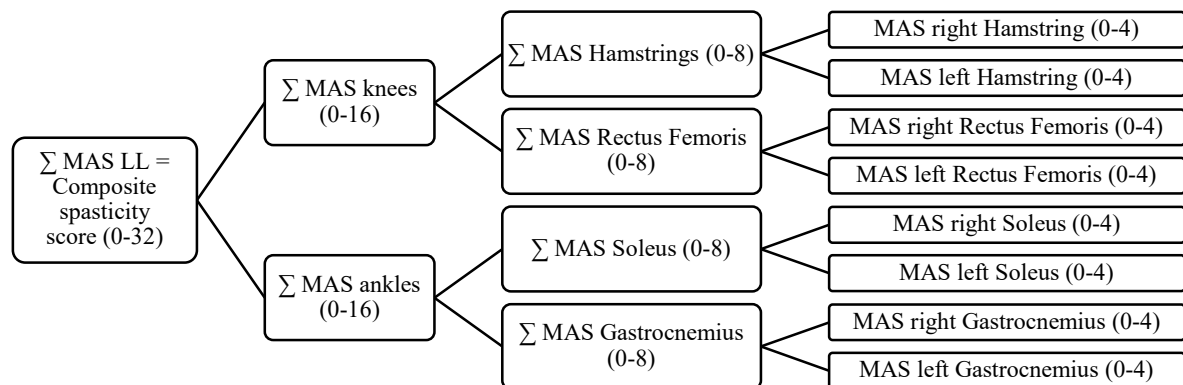 ∑ MAS LL =
Composite
spasticity
score (0-32)
∑ MAS knees
(0-16)
∑ MAS ankles
(0-16)
∑ MAS Hamstrings (0-8)
∑ MAS Rectus Femoris
(0-8)
∑ MAS Soleus (0-8)
∑ MAS Gastrocnemius
(0-8)
MAS right Hamstring (0-4)
MAS left Hamstring (0-4)
MAS right Rectus Femoris (0-4)
MAS left Rectus Femoris (0-4)
MAS right Soleus (0-4)
MAS left Soleus (0-4)
MAS right Gastrocnemius (0-4)
MAS left Gastrocnemius (0-4)